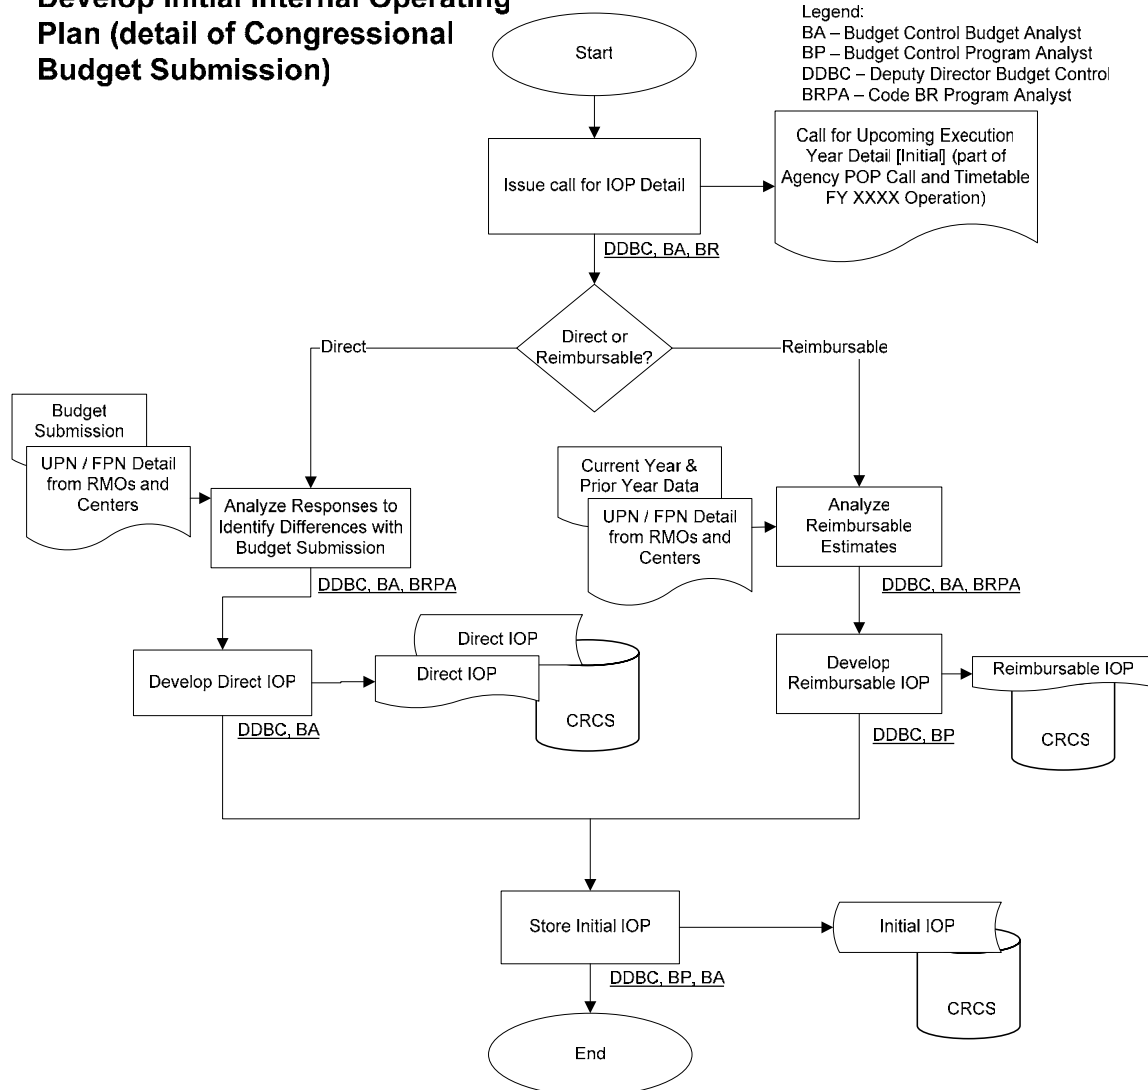 Develop Initial Internal Operating
Plan (detail of Congressional
Budget Submission)
Legend:
BA – Budget Control Budget Analyst
BP – Budget Control Program Analyst
DDBC – Deputy Director Budget Control
BRPA – Code BR Program Analyst
Start
Issue call for IOP Detail
Call for Upcoming Execution
Year Detail [Initial] (part of
Agency POP Call and Timetable
FY XXXX Operation)
DDBC, BA, BR
Direct or
Reimbursable?
Direct
Reimbursable
Budget
Submission
UPN / FPN Detail
from RMOs and
Centers
Analyze Responses to
Identify Differences with
Budget Submission
DDBC, BA, BRPA
Current Year &
Prior Year Data
UPN / FPN Detail
from RMOs and
Centers
Analyze
Reimbursable
Estimates
DDBC, BA, BRPA
Develop Direct IOP
DDBC, BA
Direct IOP
Direct IOP
CRCS
Develop
Reimbursable IOP
DDBC, BP
Reimbursable IOP
CRCS
Store Initial IOP
DDBC, BP, BA
Initial IOP
CRCS
End